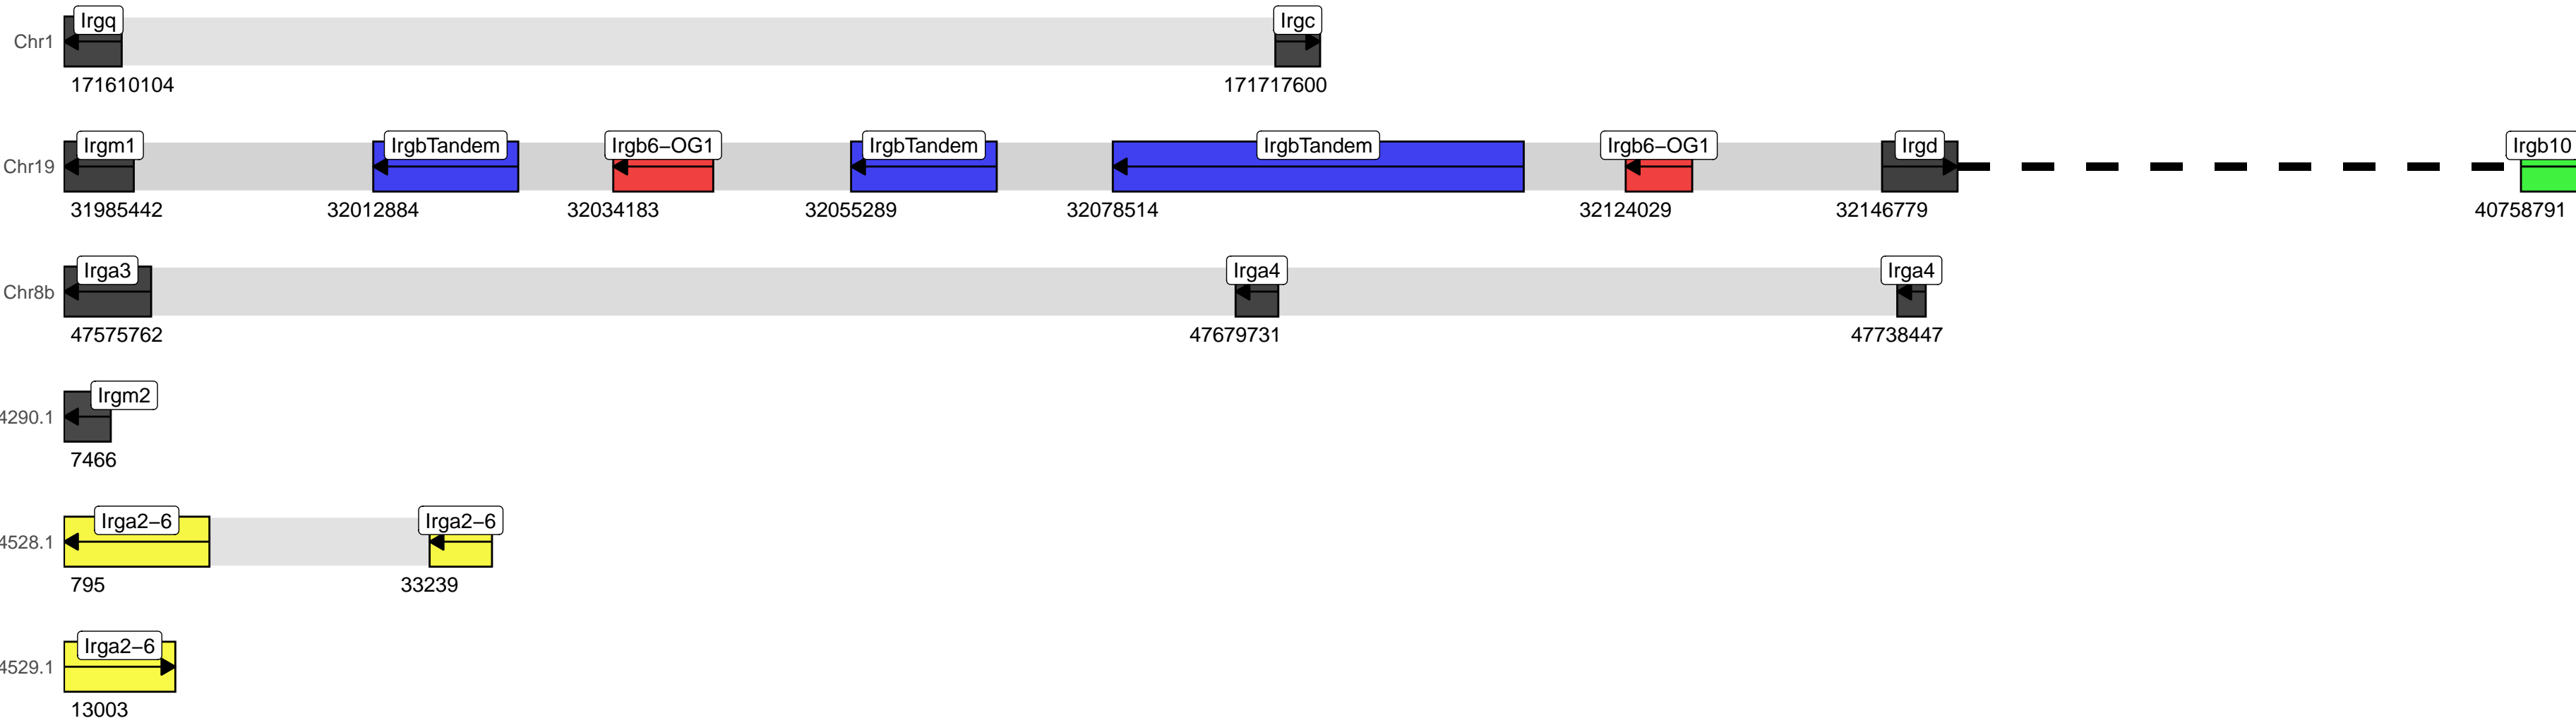 Irgq Irgc
Chr1
171610104 171717600
Irgm1 IrgbTandem Irgb6−OG1 IrgbTandem IrgbTandem Irgb6−OG1 Irgd Irgb10
Chr19
31985442 32012884 32034183 32055289 32078514 32124029 32146779 40758791
Irga3 Irga4 Irga4
Chr8b
47575762 47679731 47738447
Irgm2
4290.1
7466
Irga2−6 Irga2−6
4528.1
795 33239
Irga2−6
4529.1
13003